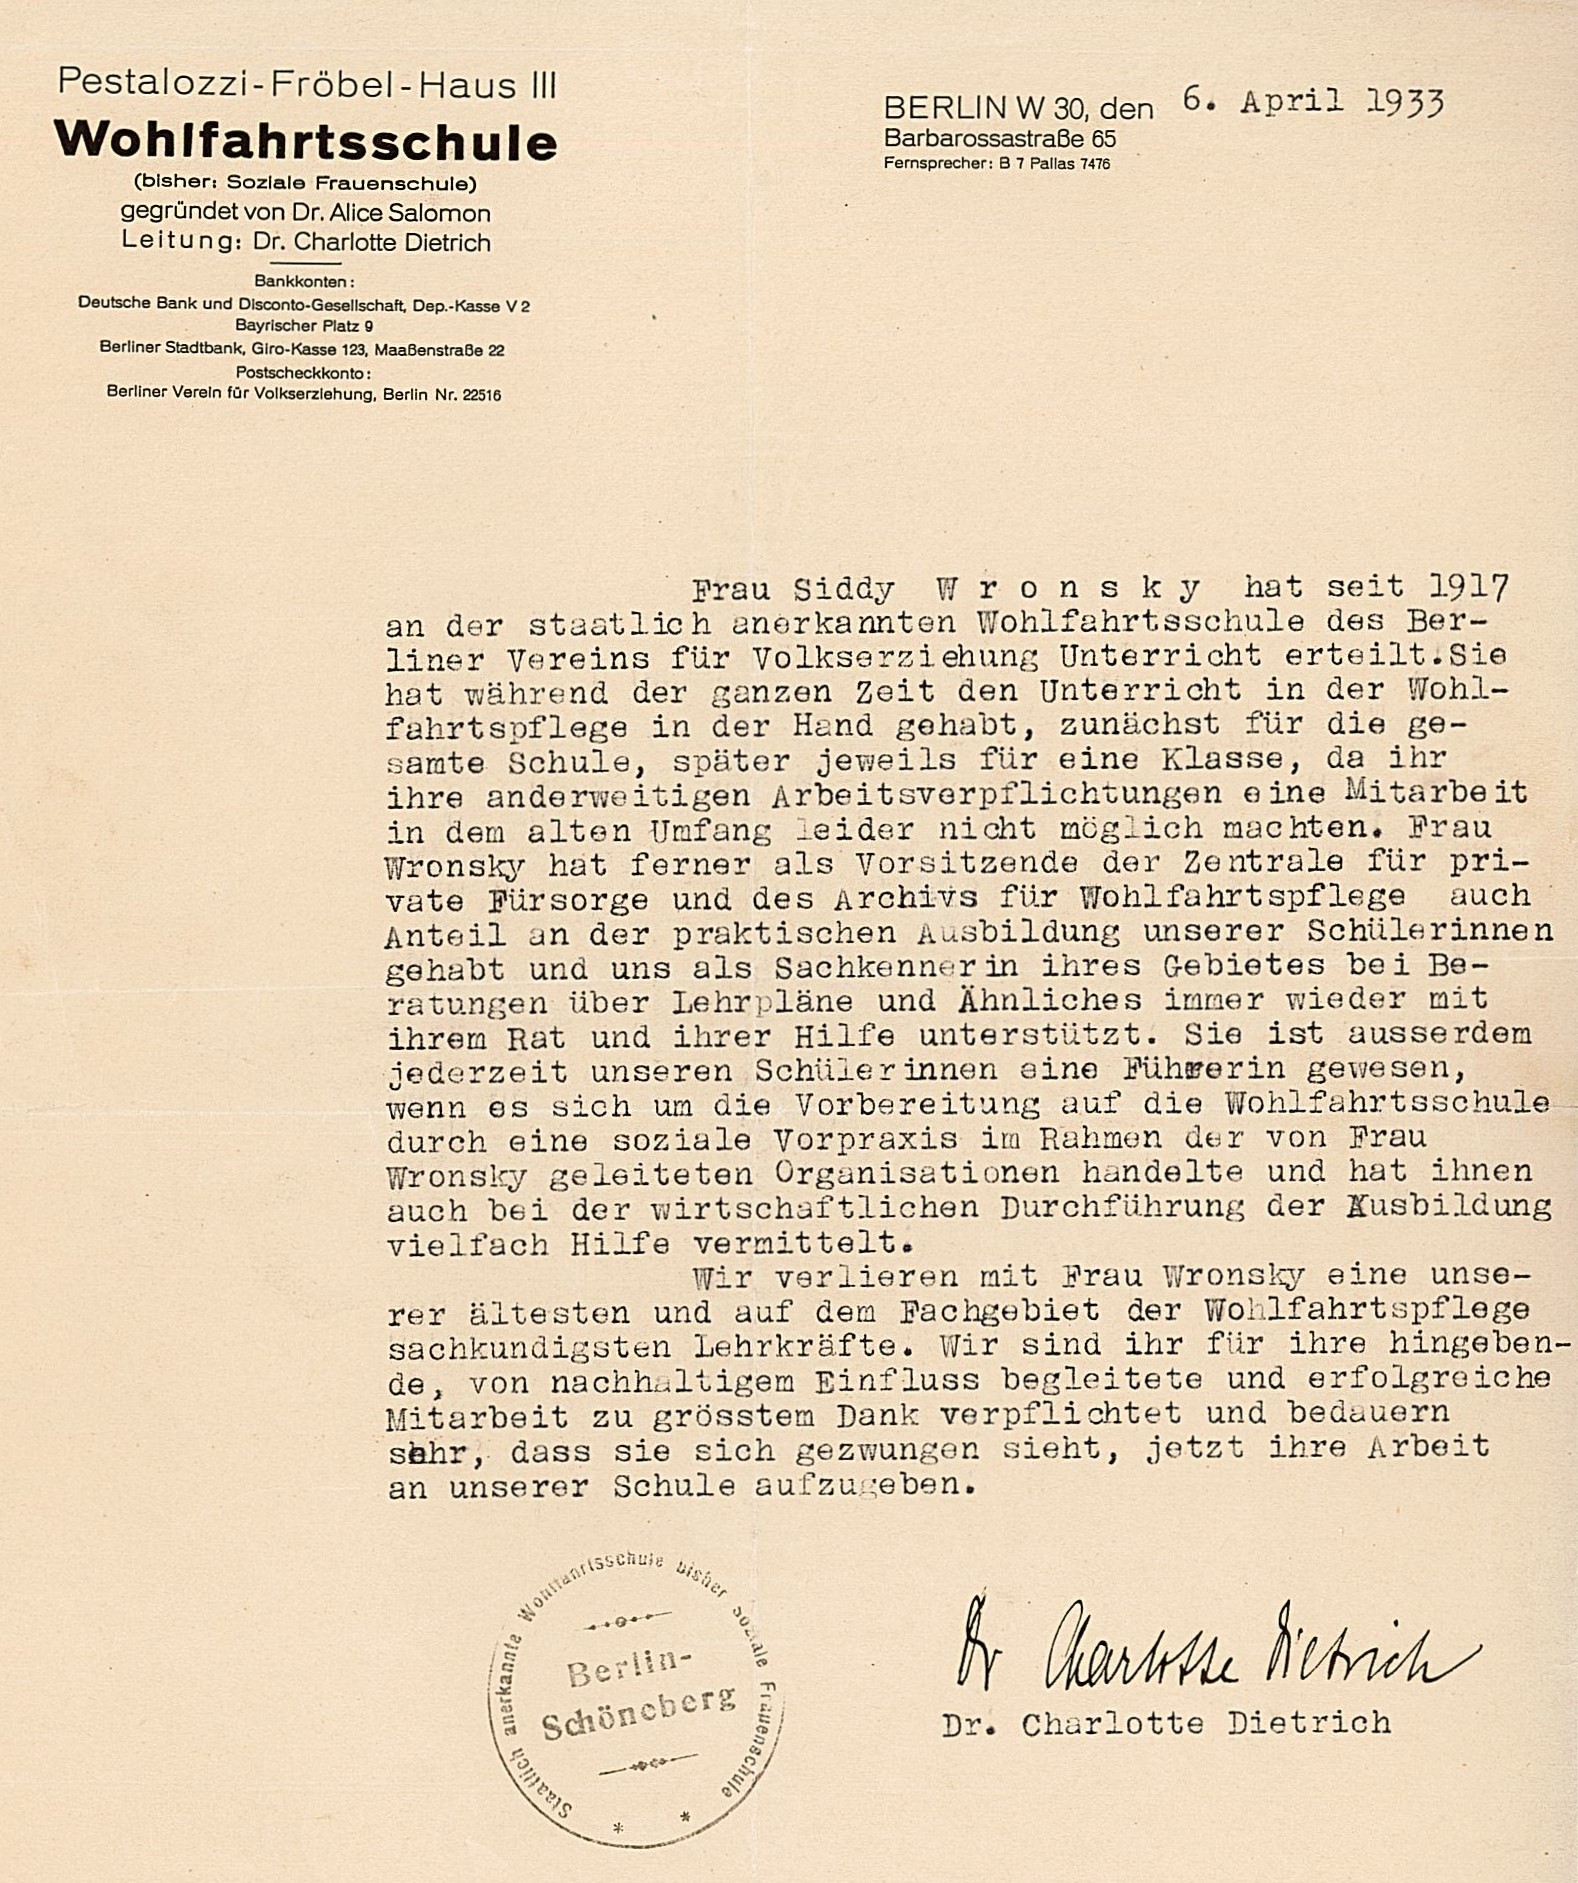 Pestalozzi-Fröbel-Haus III
Wohlfahrtsschule
(bisher: Soziale Frauenschule)
gegründet von Dr. Alice Salomon
Leitung: Dr. Charlotte Dietrich
Bankkonten:
Deutsche Bank und Disconto-Gesellschaft, Dep.-Kasse V 2
Bayrischer Platz 9
Berliner Stadtbank, Giro-Kasse 123, Maaßenstraße 22
Postscheckkonto:
Berliner Verein für Volkserziehung, Berlin Nr. 22516
BERLIN W 30, den 6. April 1933
Barbarossastraße 65
Fernsprecher: B 7 Pallas 7476
Frau Siddy W r o n s k y hat seit 1917
an der staatlich anerkannten Wohlfahrtsschule des Ber-
liner Vereins für Volkserziehung Unterricht erteilt.Sie
hat während der ganzen Zeit den Unterricht in der Wohl-
fahrtspflege in der Hand gehabt, zunächst für die ge-
samte Schule, später jeweils für eine Klasse, da ihr
ihre anderweitigen Arbeitsverpflichtungen eine Mitarbeit
in dem alten Umfang leider nicht möglich machten. Frau
Wronsky hat ferner als Vorsitzende der Zentrale für pri-
vate Fürsorge und des Archivs für Wohlfahrtspflege auch
Anteil an der praktischen Ausbildung unserer Schülerinnen
gehabt und uns als Sachkennerin ihres Gebietes bei Be-
ratungen über Lehrpläne und Ähnliches immer wieder mit
ihrem Rat und ihrer Hilfe unterstützt. Sie ist ausserdem
jederzeit unseren Schülerinnen eine Führerin gewesen,
wenn es sich um die Vorbereitung auf die Wohlfahrtsschule
durch eine soziale Vorpraxis im Rahmen der von Frau
Wronsky geleiteten Organisationen handelte und hat ihnen
auch bei der wirtschaftlichen Durchführung der Ausbildung
vielfach Hilfe vermittelt.
Wir verlieren mit Frau Wronsky eine unse-
rer ältesten und auf dem Fachgebiet der Wohlfahrtspflege
sachkundigsten Lehrkräfte. Wir sind ihr für ihre hingeben-
de, von nachhaltigem Einfluss begleitete und erfolgreiche
Mitarbeit zu grösstem Dank verpflichtet und bedauern
sehr, dass sie sich gezwungen sieht, jetzt ihre Arbeit
an unserer Schule aufzugeben.
Staatlich anerkannte Wohlfahrtsschule bisher soziale Frauenschule
Berlin-
Schöneberg
* *
Dr Charlotte Dietrich
Dr. Charlotte Dietrich